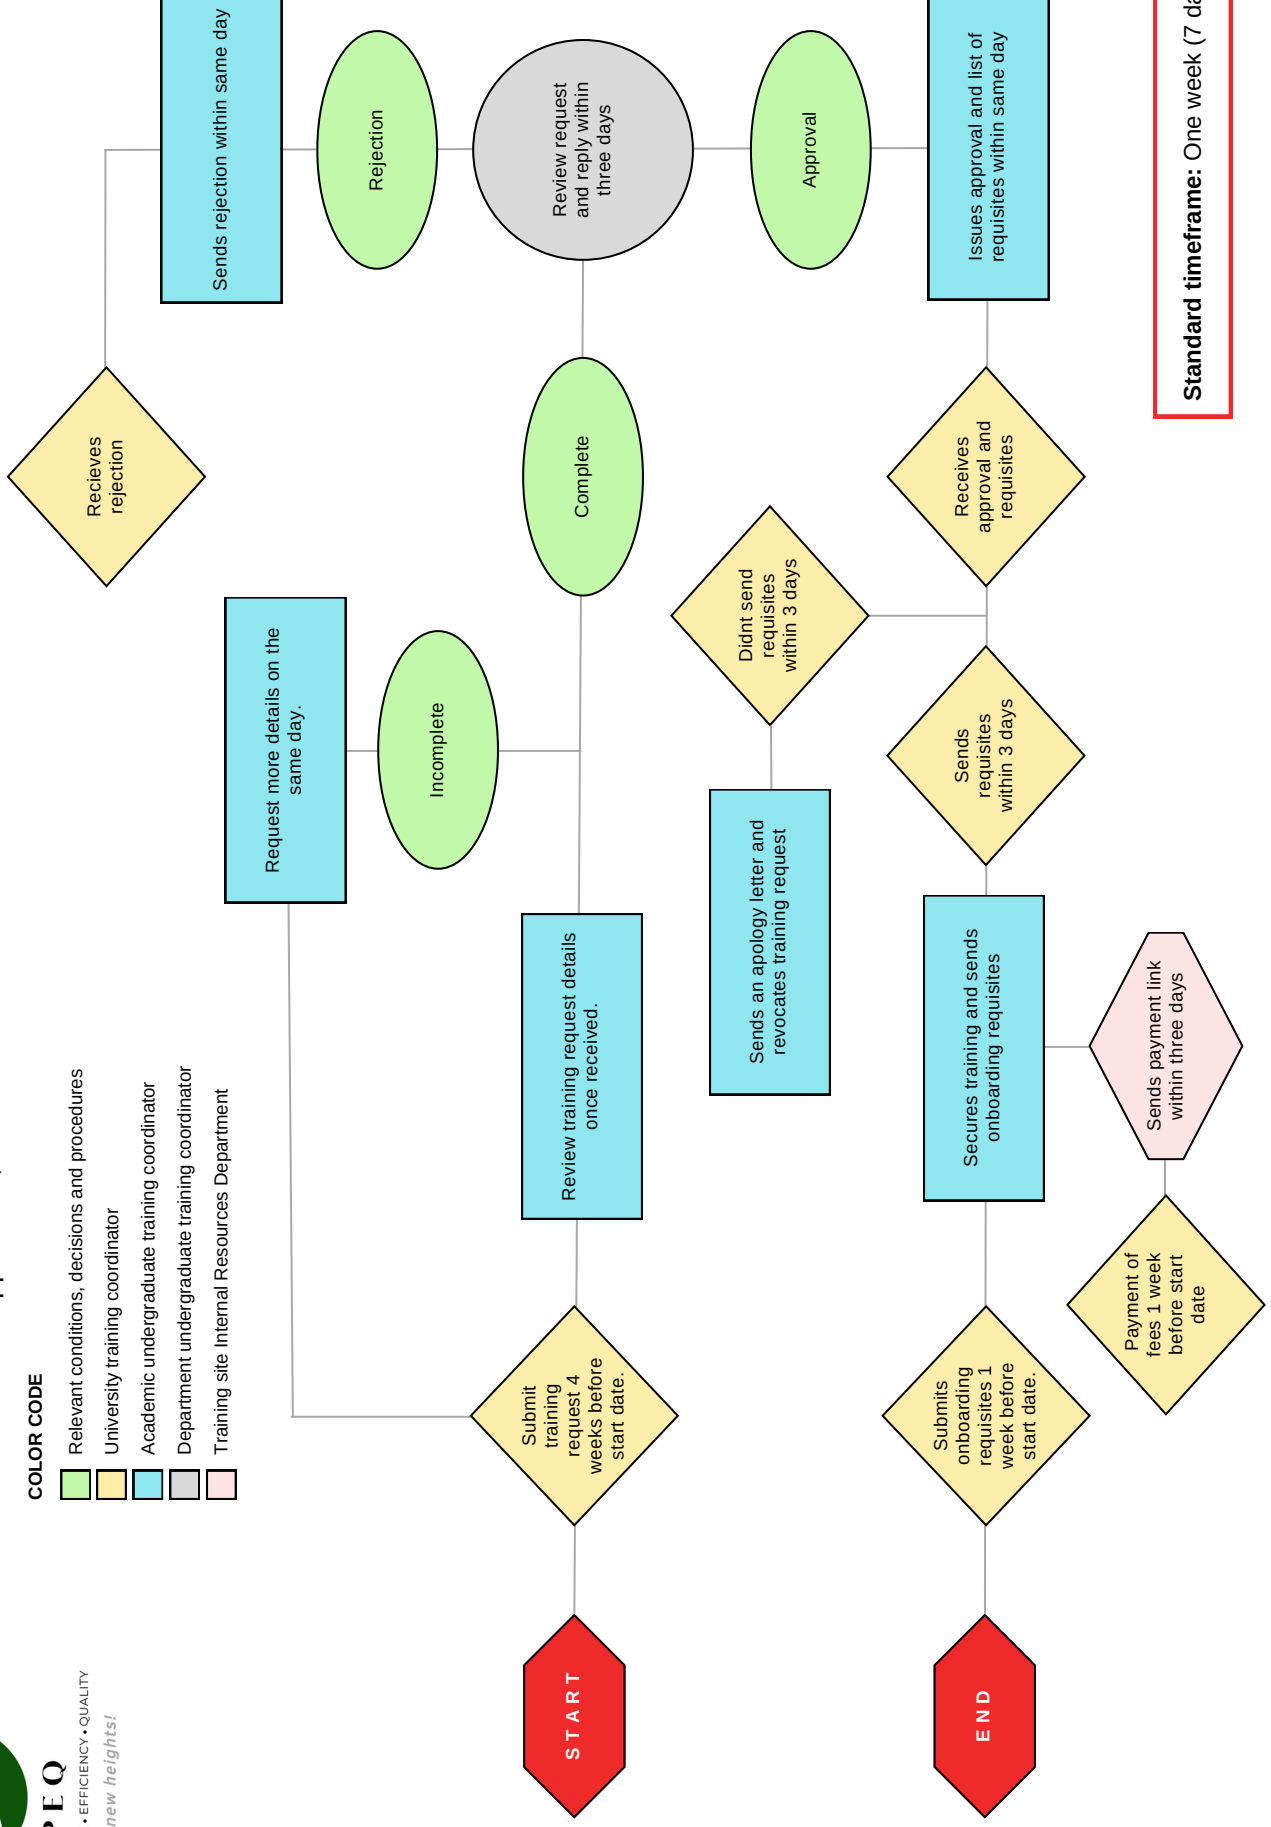 EFFICIENCY • QUALITY
new heights!
COLOR CODE
Relevant conditions, decisions and procedures
University training coordinator
Academic undergraduate training coordinator
Department undergraduate training coordinator
Training site Internal Resources Department
START
Submit
training
request 4
weeks before
start date.
Review training request details
once received.
Request more details on the
same day.
Incomplete
Complete
Review request
and reply within
three days
Rejection
Sends rejection within same day
Recieves
rejection
Approval
Issues approval and list of
requisites within same day
Receives
approval and
requisites
Didnt send
requisites
within 3 days
Sends an apology letter and
revocates training request
Sends
requisites
within 3 days
Secures training and sends
onboarding requisites
Sends payment link
within three days
Payment of
fees 1 week
before start
date
Submits
onboarding
requisites 1
week before
start date.
END
Standard timeframe: One week (7